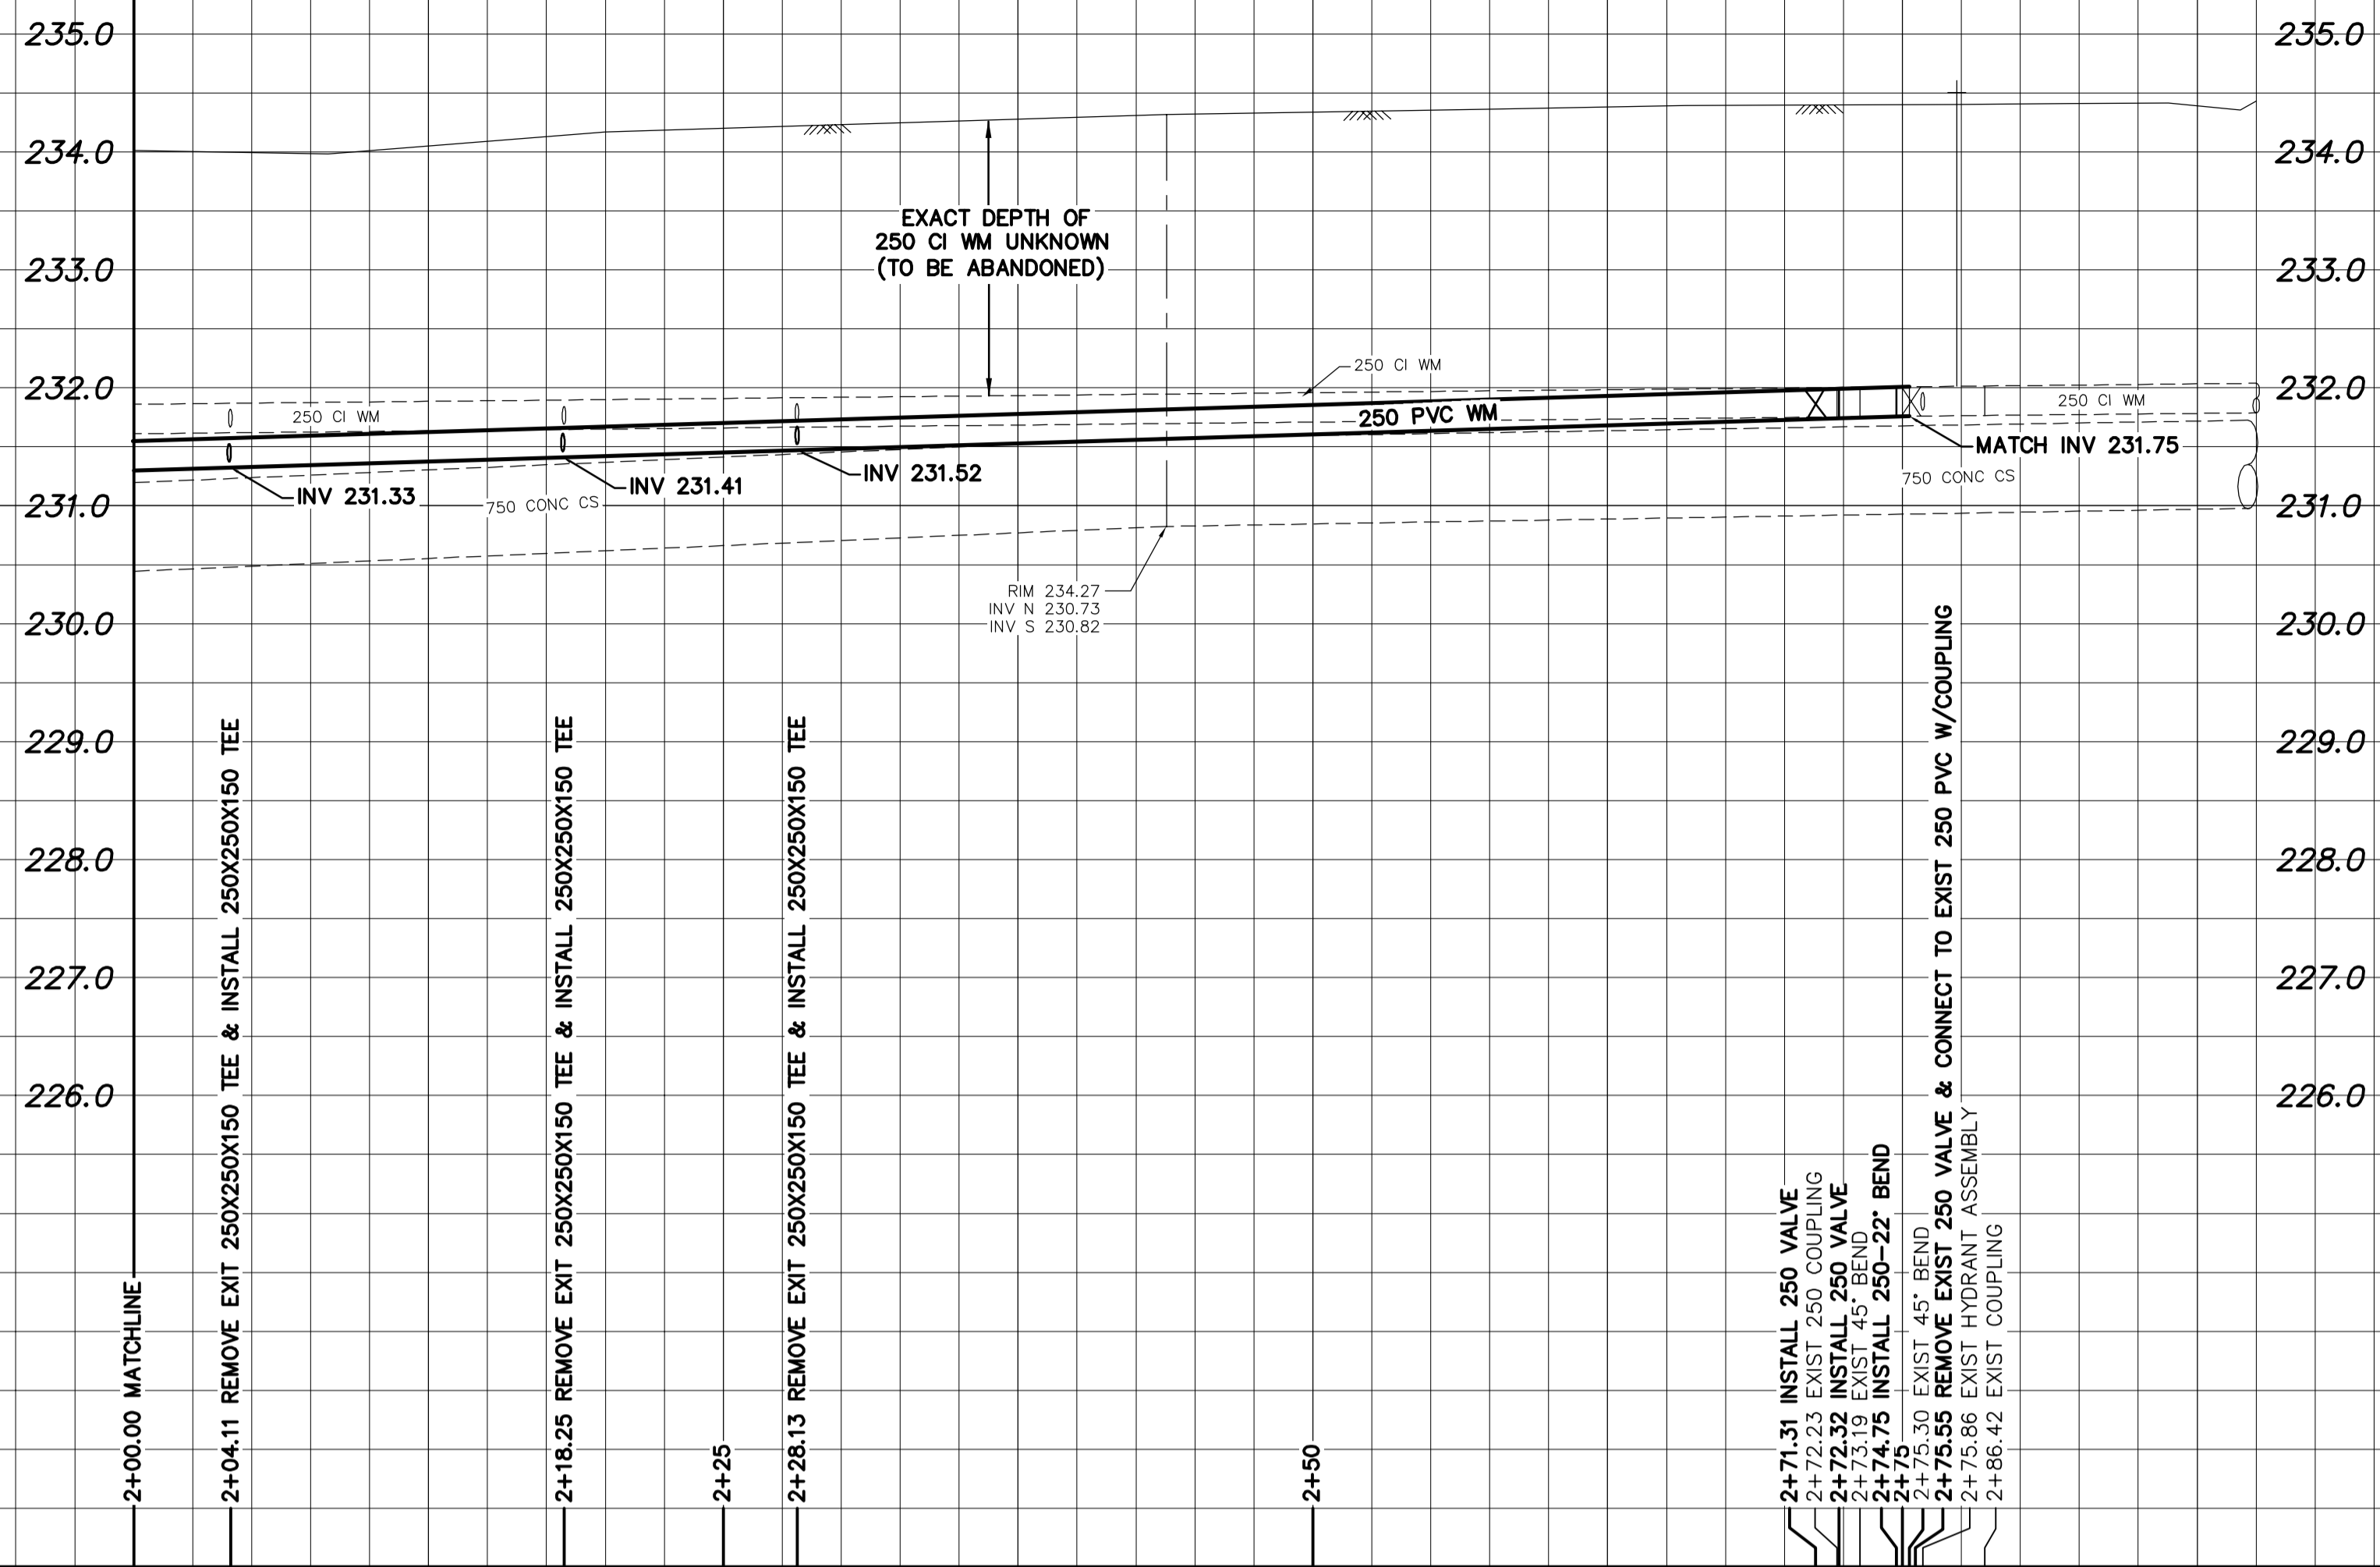 235.0
235.0
234.0
234.0
EXACT DEPTH OF
250 CI WM UNKNOWN
(TO BE ABANDONED)
233.0
233.0
250 CI WM
232.0
232.0
250 CI WM
250 PVC WM
250 CI WM
MATCH INV 231.75
INV 231.33
INV 231.41
INV 231.52
750 CONC CS
750 CONC CS
231.0
231.0
RIM 234.27
INV N 230.73
INV S 230.82
230.0
230.0
229.0
229.0
228.0
228.0
227.0
227.0
226.0
226.0
2+00.00 MATCHLINE
2+04.11 REMOVE EXIT 250X250X150 TEE & INSTALL 250X250X150 TEE
2+18.25 REMOVE EXIT 250X250X150 TEE & INSTALL 250X250X150 TEE
2+25
2+28.13 REMOVE EXIT 250X250X150 TEE & INSTALL 250X250X150 TEE
2+50
2+71.31 INSTALL 250 VALVE
2+72.23 EXIST 250 COUPLING
2+72.32 INSTALL 250 VALVE
2+73.19 EXIST 45° BEND
2+74.75 INSTALL 250-22° BEND
2+75
2+75.30 EXIST 45° BEND
2+75.55 REMOVE EXIST 250 VALVE & CONNECT TO EXIST 250 PVC W/COUPLING
2+75.86 EXIST HYDRANT ASSEMBLY
2+86.42 EXIST COUPLING